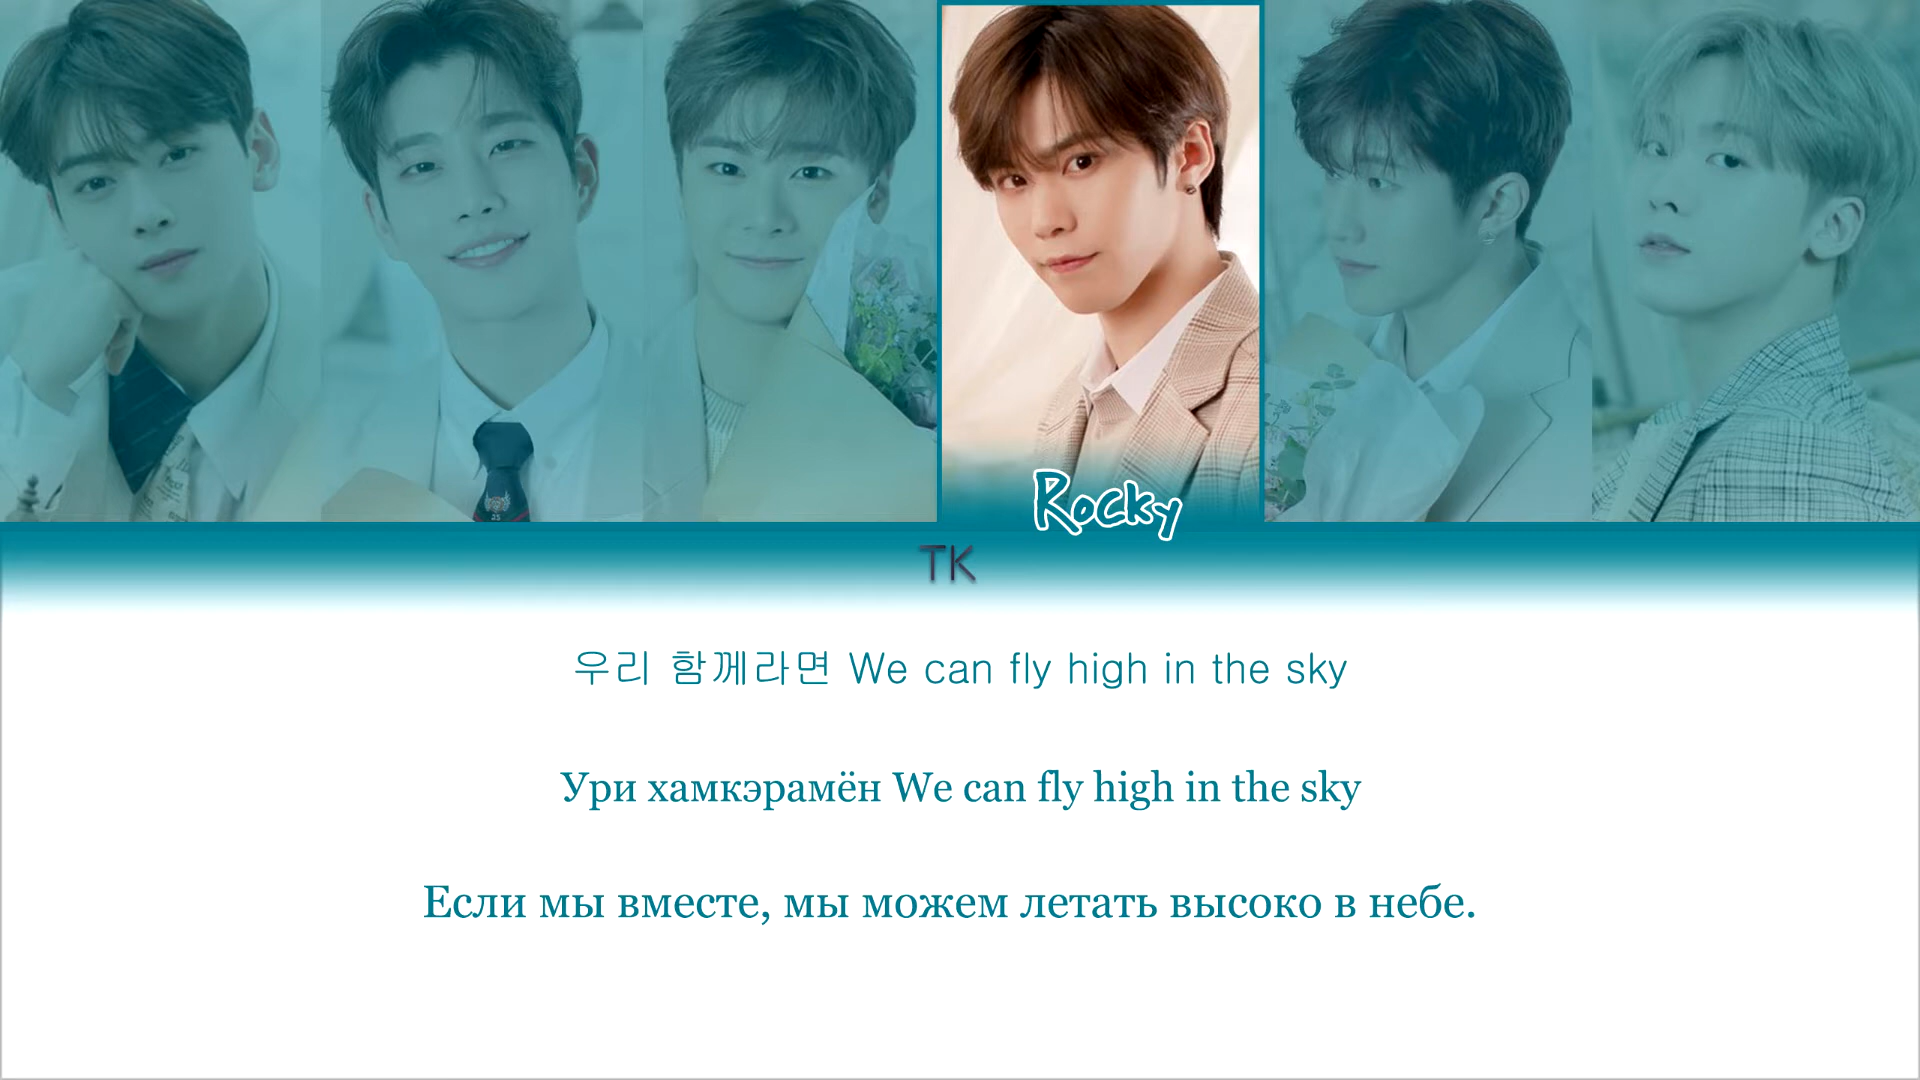 Rocky
TK
우리 함께라면 We can fly high in the sky
Ури хамкэрамён We can fly high in the sky
Если мы вместе, мы можем летать высоко в небе.